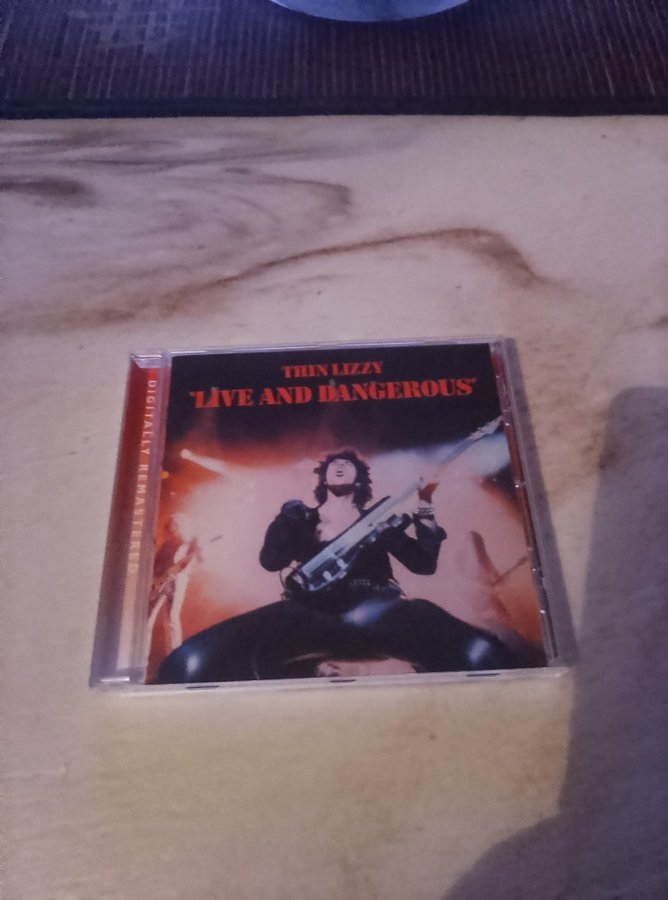 THIN LIZZY
'LIVE AND DANGEROUS'
DIGITALLY REMASTERED